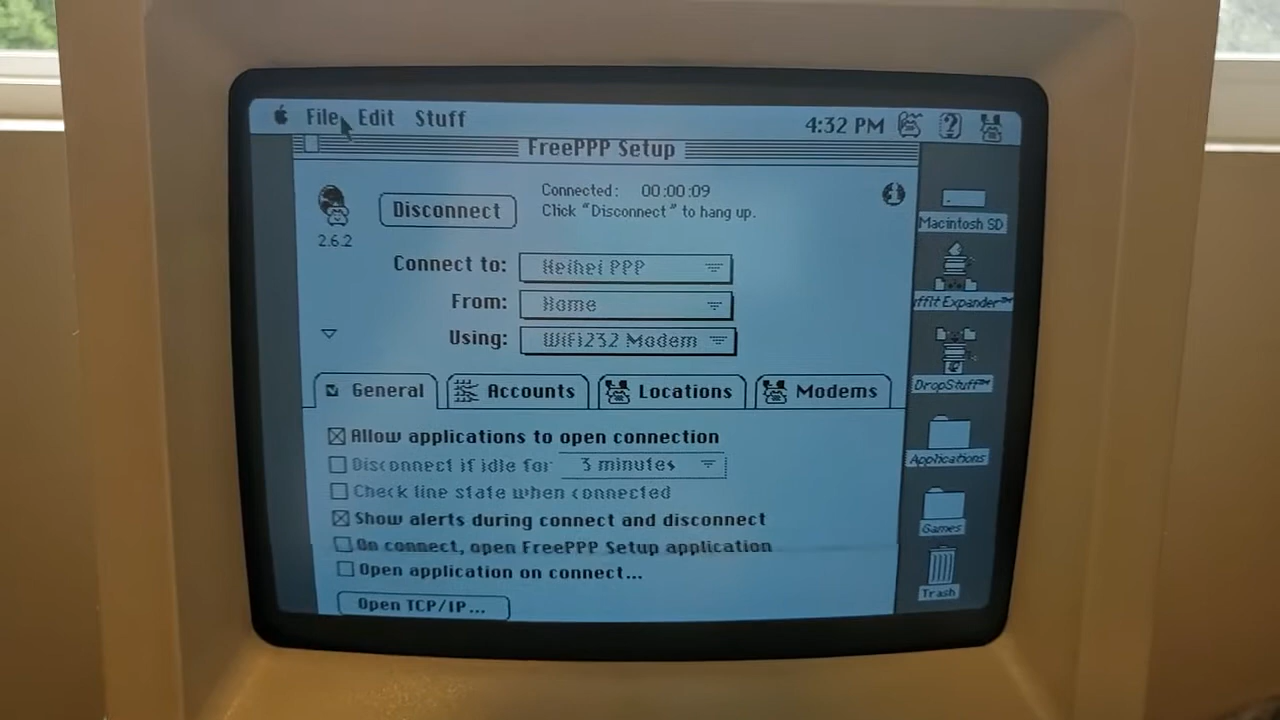 File Edit Stuff 4:32 PM
FreePPP Setup
Disconnect
Connected: 00:00:09
Click "Disconnect" to hang up.
2.6.2
Connect to: Heihei PPP
From: Home
Using: WiFi232 Modem
General Accounts Locations Modems
Allow applications to open connection
Disconnect if idle for 3 minutes
Check line state when connected
Show alerts during connect and disconnect
On connect, open FreePPP Setup application
Open application on connect...
Open TCP/IP...
Macintosh SD
uffit Expander™
DropStuff™
Applications
Games
Trash